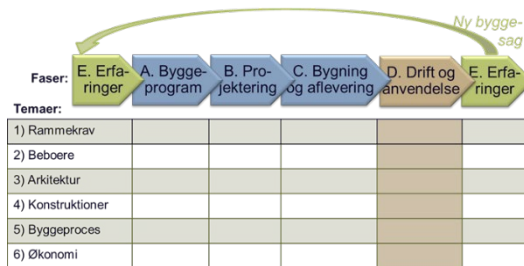 Ny bygge-
sag
Faser:
E. Erfa-
ringer
A. Bygge-
program
B. Pro-
jektering
C. Bygning
og aflevering
D. Drift og
anvendelse
E. Erfa-
ringer
Temaer:
1) Rammekrav
2) Beboere
3) Arkitektur
4) Konstruktioner
5) Byggeproces
6) Økonomi